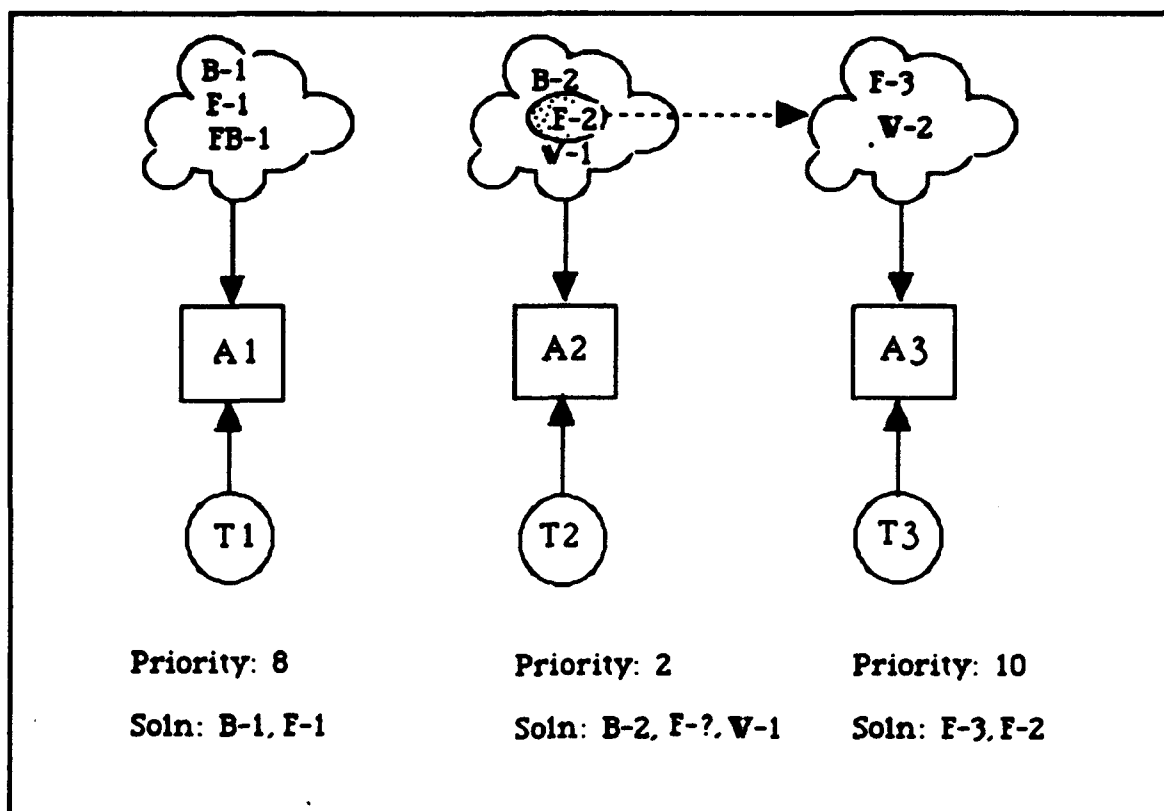 B-1
F-1
FB-1
B-2
F-2
W-1
F-3
W-2
A1
A2
A3
T1
T2
T3
Priority: 8
Priority: 2
Priority: 10
Soln: B-1, F-1
Soln: B-2, F-?, W-1
Soln: F-3, F-2